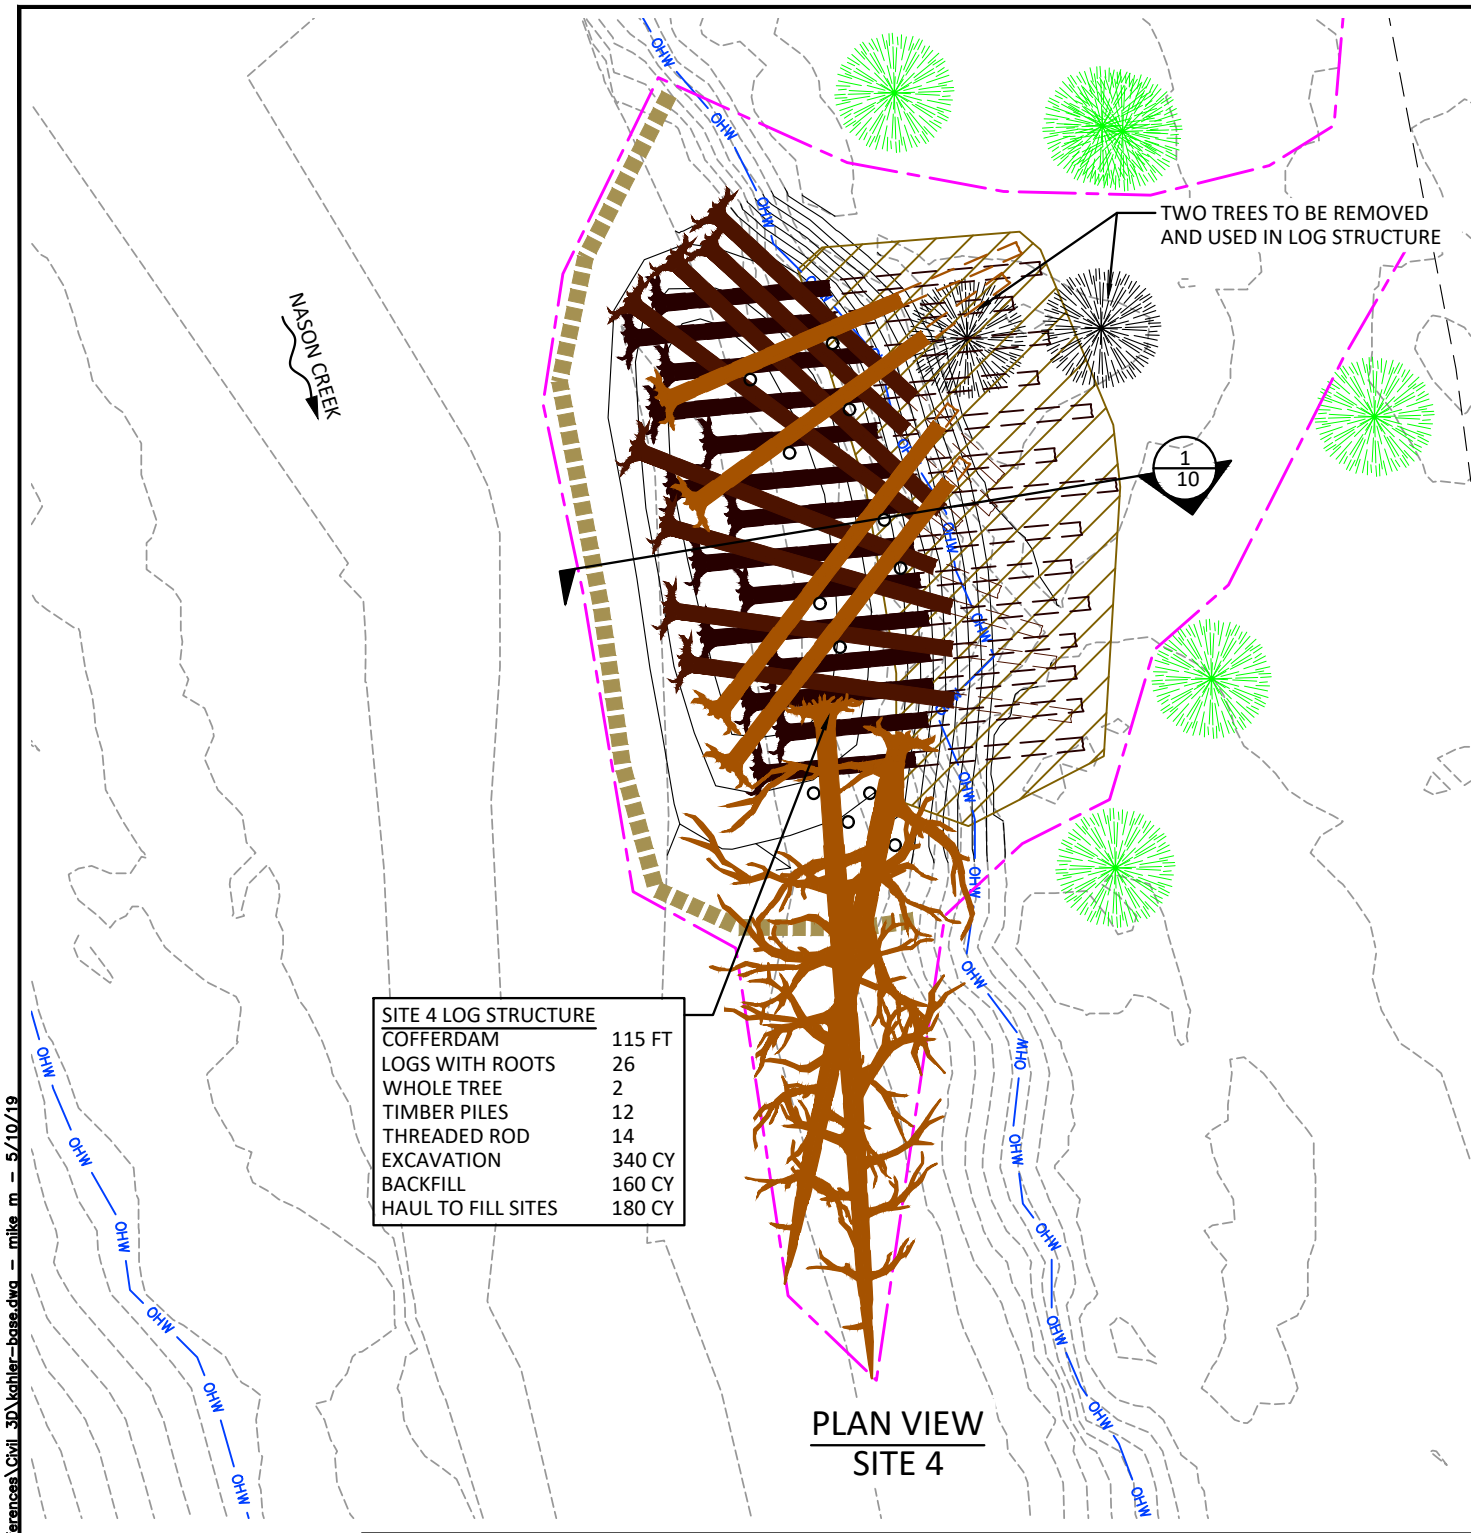 OHW
OHW
OHW
TWO TREES TO BE REMOVED
AND USED IN LOG STRUCTURE
NASON CREEK
1
10
OHW
OHW
OHW
OHW
OHW
SITE 4 LOG STRUCTURE
COFFERDAM 115 FT
LOGS WITH ROOTS 26
WHOLE TREE 2
TIMBER PILES 12
THREADED ROD 14
EXCAVATION 340 CY
BACKFILL 160 CY
HAUL TO FILL SITES 180 CY
OHW
OHW
OHW
OHW
OHW
OHW
OHW
OHW
OHW
OHW
OHW
OHW
PLAN VIEW
SITE 4
erences\Civil 3D\kahler-base.dwg - mike m - 5/10/19